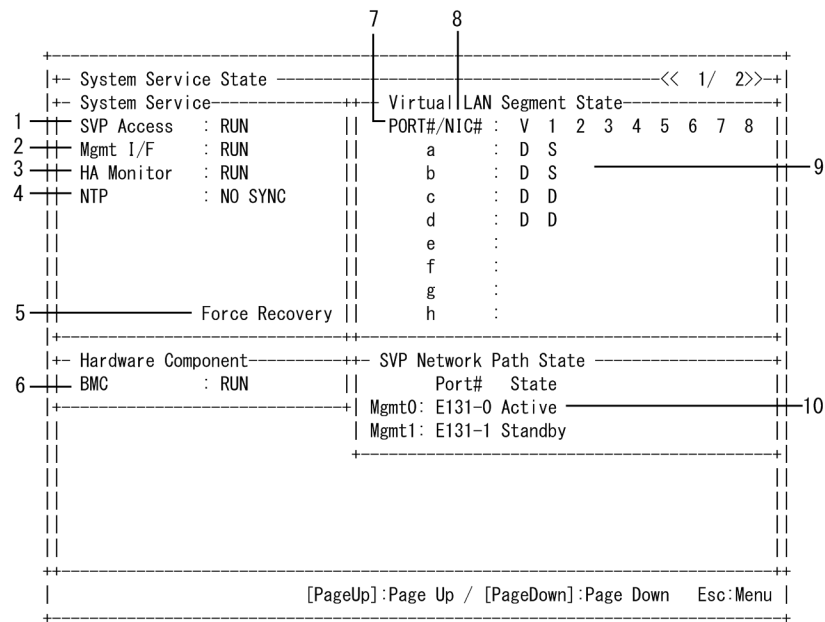 7 8
+- System Service State -<< 1/ 2>>-+
+- System Service-++- Virtual LAN Segment State-+
1 SVP Access : RUN || PORT#/NIC# : V 1 2 3 4 5 6 7 8
2 Mgmt I/F : RUN || a : D S
3 HA Monitor : RUN || b : D S 9
4 NTP : NO SYNC || c : D D
d : D D
e :
f :
g :
5 Force Recovery || h :
+- Hardware Component-++- SVP Network Path State -+
6 BMC : RUN || Port# State
Mgmt0: E131-0 Active 10
Mgmt1: E131-1 Standby
[PageUp]:Page Up / [PageDown]:Page Down Esc:Menu